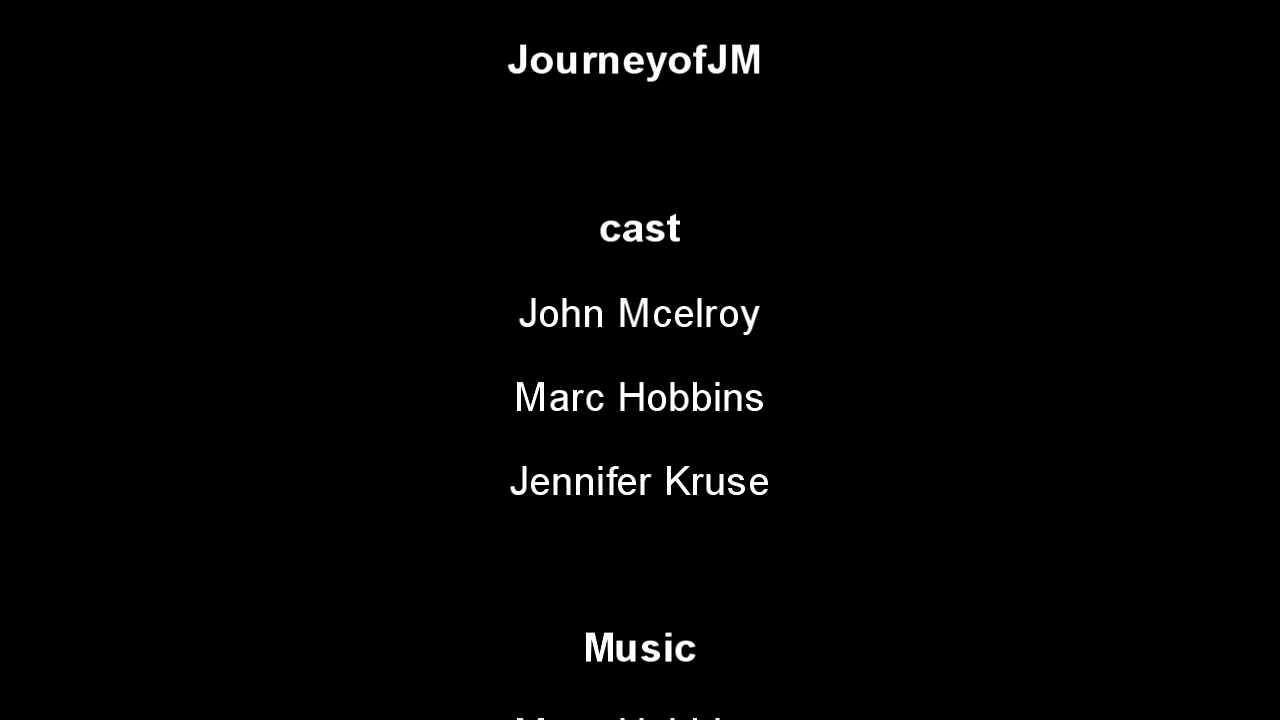 JourneyofJM
cast
John Mcelroy
Marc Hobbins
Jennifer Kruse
Music